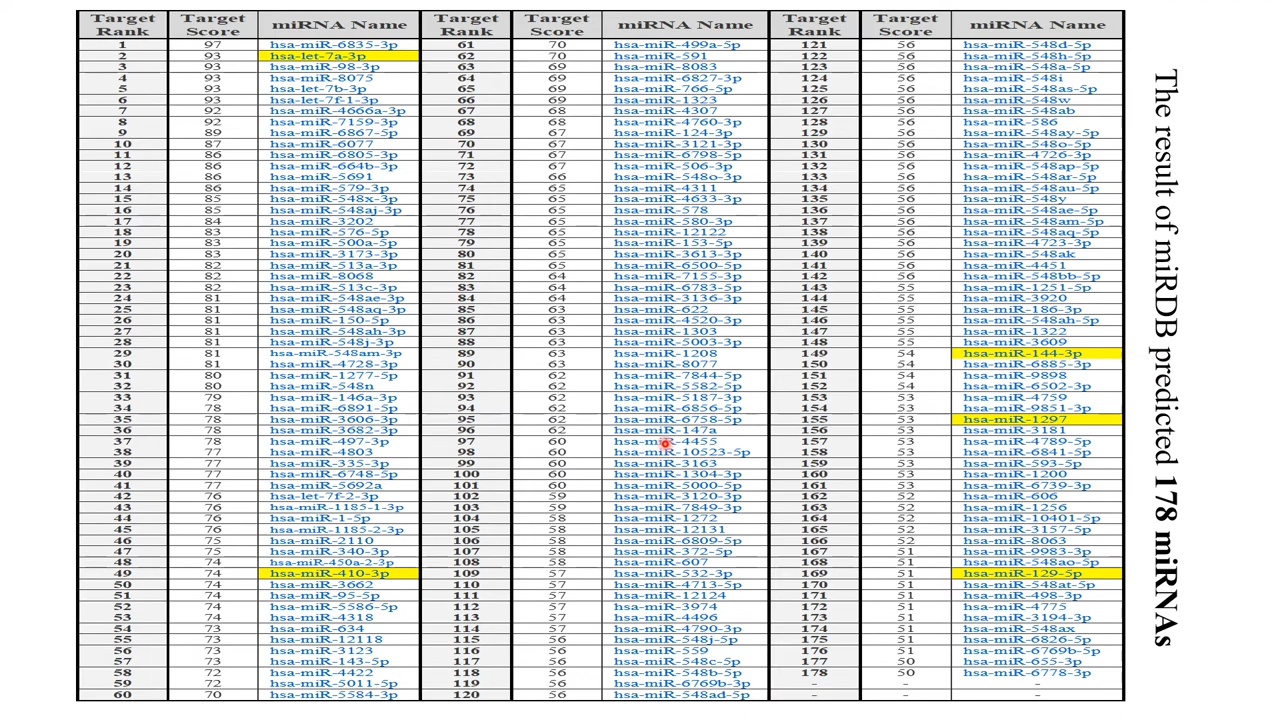 Target Rank Target Score miRNA Name Target Rank Target Score miRNA Name Target Rank Target Score miRNA Name
1 97 hsa-miR-6835-3p 61 70 hsa-miR-499a-5p 121 56 hsa-miR-548d-5p
2 93 hsa-let-7a-3p 62 70 hsa-miR-591 122 56 hsa-miR-548h-5p
3 93 hsa-miR-98-3p 63 69 hsa-miR-8083 123 56 hsa-miR-548a-5p
4 93 hsa-miR-8075 64 69 hsa-miR-6827-3p 124 56 hsa-miR-548i
5 93 hsa-let-7b-3p 65 69 hsa-miR-766-5p 125 56 hsa-miR-548as-5p
6 93 hsa-let-7f-1-3p 66 69 hsa-miR-1323 126 56 hsa-miR-548w
7 92 hsa-miR-4666a-3p 67 68 hsa-miR-4307 127 56 hsa-miR-548ab
8 92 hsa-miR-7159-3p 68 68 hsa-miR-4760-3p 128 56 hsa-miR-586
9 89 hsa-miR-6867-5p 69 67 hsa-miR-124-3p 129 56 hsa-miR-548ay-5p
10 87 hsa-miR-6077 70 67 hsa-miR-3121-3p 130 56 hsa-miR-548o-5p
11 86 hsa-miR-6805-3p 71 67 hsa-miR-6798-5p 131 56 hsa-miR-4726-3p
12 86 hsa-miR-664b-3p 72 67 hsa-miR-506-3p 132 56 hsa-miR-548ap-5p
13 86 hsa-miR-5691 73 66 hsa-miR-548o-3p 133 56 hsa-miR-548ar-5p
14 86 hsa-miR-579-3p 74 65 hsa-miR-4311 134 56 hsa-miR-548au-5p
15 85 hsa-miR-548x-3p 75 65 hsa-miR-4633-3p 135 56 hsa-miR-548y
16 85 hsa-miR-548aj-3p 76 65 hsa-miR-578 136 56 hsa-miR-548ae-5p
17 84 hsa-miR-3202 77 65 hsa-miR-580-3p 137 56 hsa-miR-548am-5p
18 83 hsa-miR-576-5p 78 65 hsa-miR-12122 138 56 hsa-miR-548aq-5p
19 83 hsa-miR-500a-5p 79 65 hsa-miR-153-5p 139 56 hsa-miR-4723-3p
20 83 hsa-miR-3173-3p 80 65 hsa-miR-3613-3p 140 56 hsa-miR-548ak
21 82 hsa-miR-513a-3p 81 65 hsa-miR-6500-5p 141 56 hsa-miR-4451
22 82 hsa-miR-8068 82 64 hsa-miR-7155-3p 142 56 hsa-miR-548bb-5p
23 82 hsa-miR-513c-3p 83 64 hsa-miR-6783-5p 143 55 hsa-miR-1251-5p
24 81 hsa-miR-548ae-3p 84 64 hsa-miR-3136-3p 144 55 hsa-miR-3920
25 81 hsa-miR-548aq-3p 85 63 hsa-miR-622 145 55 hsa-miR-186-3p
26 81 hsa-miR-150-5p 86 63 hsa-miR-4520-3p 146 55 hsa-miR-548ah-5p
27 81 hsa-miR-548ah-3p 87 63 hsa-miR-1303 147 55 hsa-miR-1322
28 81 hsa-miR-548j-3p 88 63 hsa-miR-5003-3p 148 55 hsa-miR-3609
29 81 hsa-miR-548am-3p 89 63 hsa-miR-1208 149 54 hsa-miR-144-3p
30 81 hsa-miR-4728-3p 90 63 hsa-miR-8077 150 54 hsa-miR-6885-3p
31 80 hsa-miR-1277-5p 91 62 hsa-miR-7844-5p 151 54 hsa-miR-9898
32 80 hsa-miR-548n 92 62 hsa-miR-5582-5p 152 54 hsa-miR-6502-3p
33 79 hsa-miR-146a-3p 93 62 hsa-miR-5187-3p 153 53 hsa-miR-4759
34 78 hsa-miR-6891-5p 94 62 hsa-miR-6856-5p 154 53 hsa-miR-9851-3p
35 78 hsa-miR-3606-3p 95 62 hsa-miR-6758-5p 155 53 hsa-miR-1297
36 78 hsa-miR-3682-3p 96 62 hsa-miR-147a 156 53 hsa-miR-3181
37 78 hsa-miR-497-3p 97 60 hsa-miR-4455 157 53 hsa-miR-4789-5p
38 77 hsa-miR-4803 98 60 hsa-miR-10523-5p 158 53 hsa-miR-6841-5p
39 77 hsa-miR-335-3p 99 60 hsa-miR-3163 159 53 hsa-miR-593-5p
40 77 hsa-miR-6748-5p 100 60 hsa-miR-1304-3p 160 53 hsa-miR-1200
41 77 hsa-miR-5692a 101 60 hsa-miR-5000-5p 161 53 hsa-miR-6739-3p
42 76 hsa-let-7f-2-3p 102 59 hsa-miR-3120-3p 162 52 hsa-miR-606
43 76 hsa-miR-1185-1-3p 103 59 hsa-miR-7849-3p 163 52 hsa-miR-1256
44 76 hsa-miR-1-5p 104 58 hsa-miR-1272 164 52 hsa-miR-10401-5p
45 76 hsa-miR-1185-2-3p 105 58 hsa-miR-12131 165 52 hsa-miR-3157-5p
46 75 hsa-miR-2110 106 58 hsa-miR-6809-5p 166 52 hsa-miR-8063
47 75 hsa-miR-340-3p 107 58 hsa-miR-372-5p 167 51 hsa-miR-9983-3p
48 74 hsa-miR-450a-2-3p 108 58 hsa-miR-607 168 51 hsa-miR-548ao-5p
49 74 hsa-miR-410-3p 109 57 hsa-miR-532-3p 169 51 hsa-miR-129-5p
50 74 hsa-miR-3662 110 57 hsa-miR-4713-5p 170 51 hsa-miR-548at-5p
51 74 hsa-miR-95-5p 111 57 hsa-miR-12124 171 51 hsa-miR-498-3p
52 74 hsa-miR-5586-5p 112 57 hsa-miR-3974 172 51 hsa-miR-4775
53 74 hsa-miR-4318 113 57 hsa-miR-4496 173 51 hsa-miR-3194-3p
54 73 hsa-miR-634 114 57 hsa-miR-4790-3p 174 51 hsa-miR-548ax
55 73 hsa-miR-12118 115 56 hsa-miR-548j-5p 175 51 hsa-miR-6826-5p
56 73 hsa-miR-3123 116 56 hsa-miR-559 176 51 hsa-miR-6769b-5p
57 73 hsa-miR-143-5p 117 56 hsa-miR-548c-5p 177 50 hsa-miR-655-3p
58 72 hsa-miR-4422 118 56 hsa-miR-548b-5p 178 50 hsa-miR-6778-3p
59 72 hsa-miR-5011-5p 119 56 hsa-miR-6769b-3p - - -
60 70 hsa-miR-5584-3p 120 56 hsa-miR-548ad-5p - - -
The result of miRDB predicted 178 miRNAs